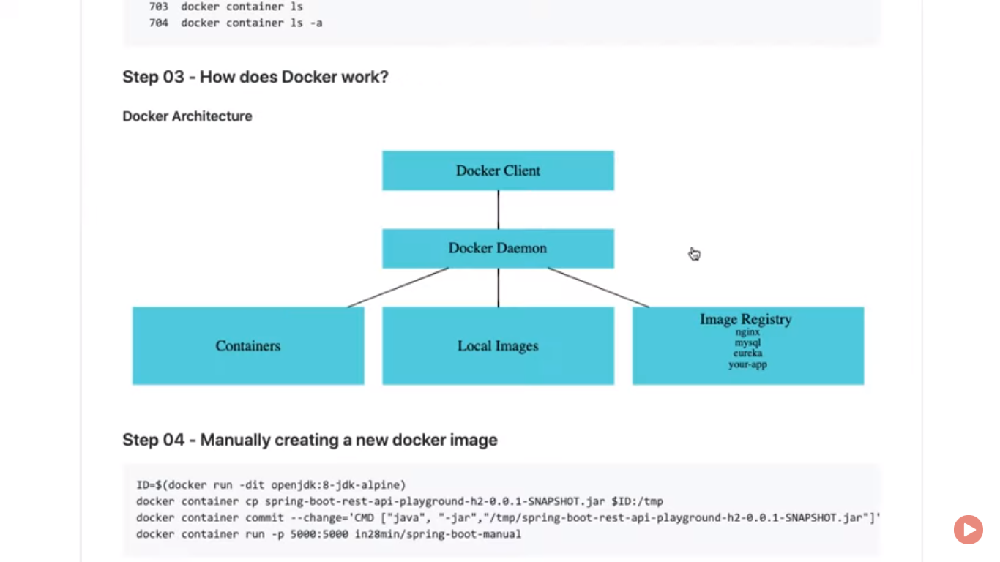 703 docker container ls
704 docker container ls -a
Step 03 - How does Docker work?
Docker Architecture
Docker Client
Docker Daemon
Containers
Local Images
Image Registry
nginx
mysql
eureka
your-app
Step 04 - Manually creating a new docker image
ID=$(docker run -dit openjdk:8-jdk-alpine)
docker container cp spring-boot-rest-api-playground-h2-0.0.1-SNAPSHOT.jar $ID:/tmp
docker container commit --change='CMD ["java", "-jar","/tmp/spring-boot-rest-api-playground-h2-0.0.1-SNAPSHOT.jar"]'
docker container run -p 5000:5000 in28min/spring-boot-manual